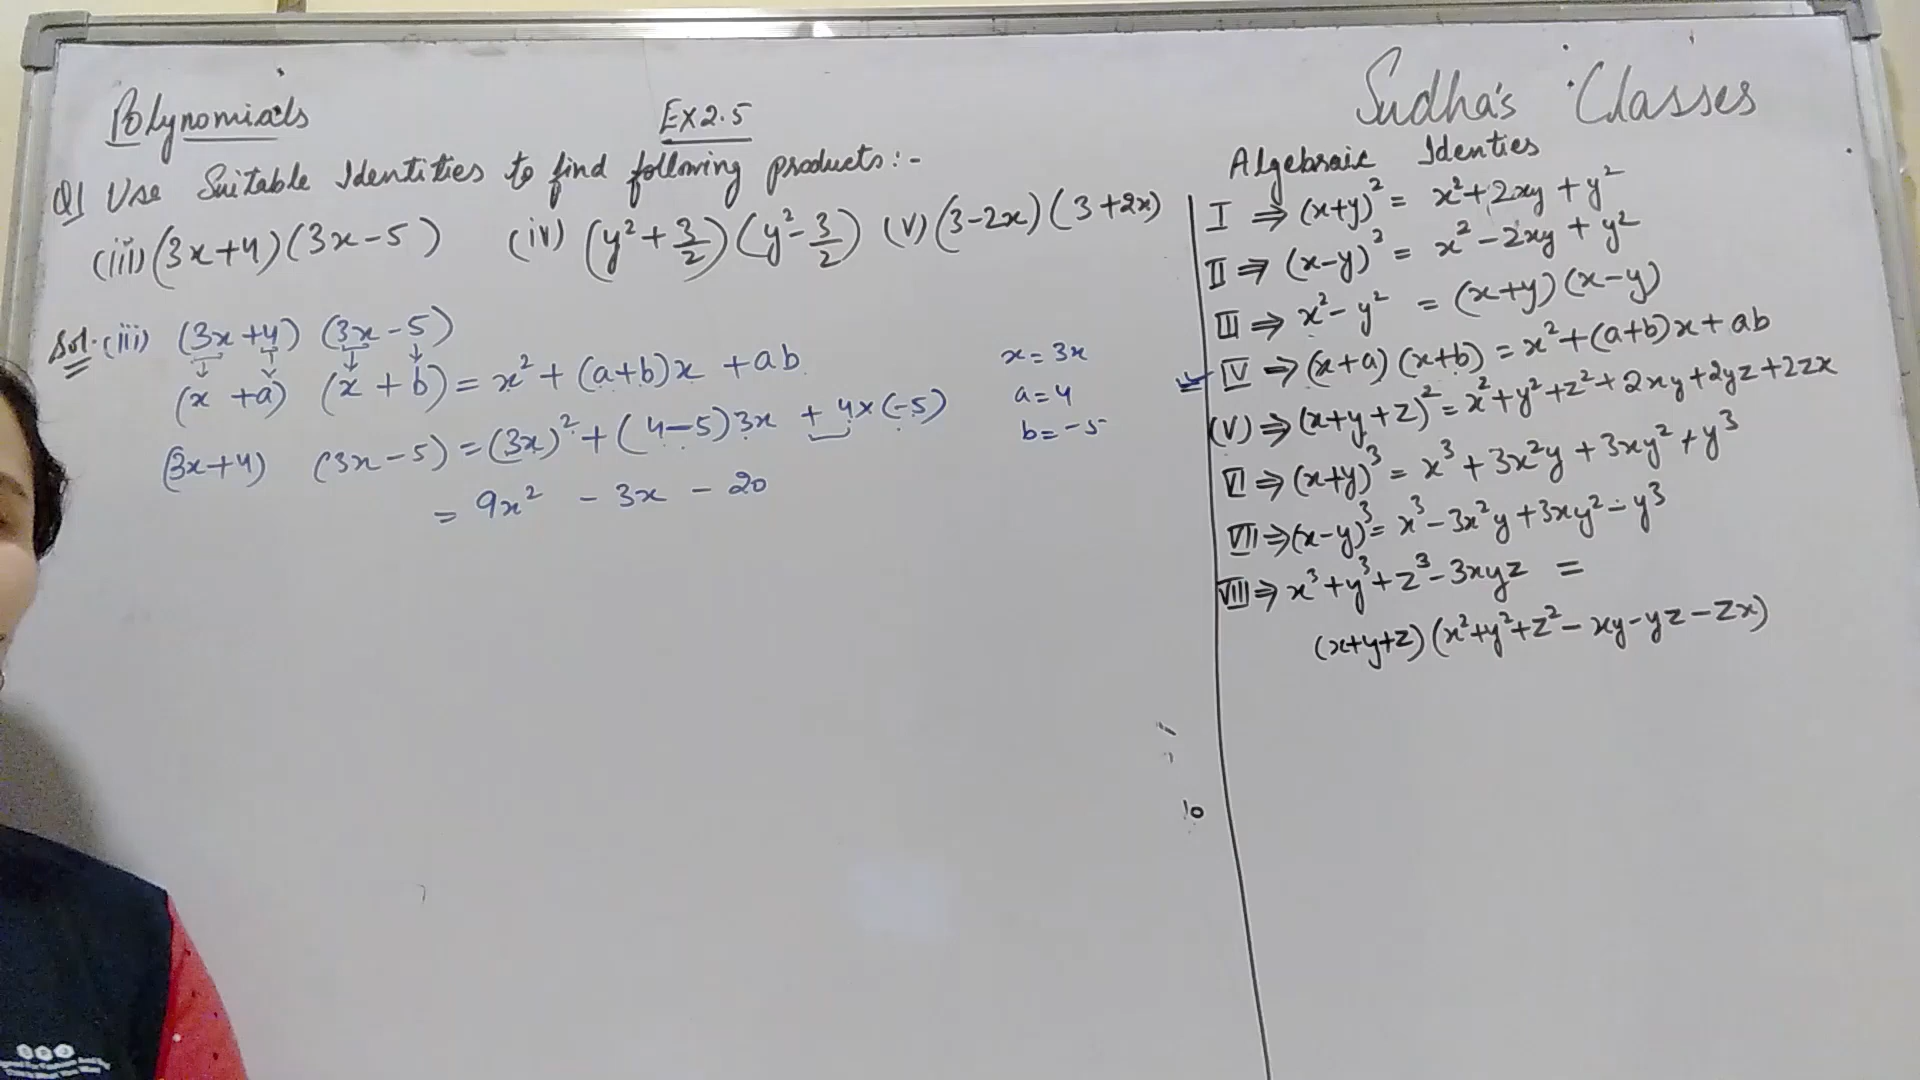 Polynomials
EX 2.5
Sudha's Classes
Q1 Use Suitable Identities to find following products:-
(iii) (3x+4)(3x-5) (iv) (y²+3/2)(y²-3/2) (V) (3-2x)(3+2x)
Sol. (iii) (3x+4) (3x-5)
(x+a) (x+b) = x²+(a+b)x+ab
(3x+4) (3x-5) = (3x)²+(4-5)3x + 4×(-5)
= 9x² - 3x - 20
x=3x
a=4
b=-5
Algebraic Identies
I ⇒ (x+y)² = x²+2xy+y²
II ⇒ (x-y)² = x²-2xy+y²
III ⇒ x²-y² = (x+y)(x-y)
IV ⇒ (x+a)(x+b) = x²+(a+b)x+ab
(V) ⇒ (x+y+z)² = x²+y²+z²+2xy+2yz+2zx
VI ⇒ (x+y)³ = x³+3x²y+3xy²+y³
VII ⇒ (x-y)³ = x³-3x²y+3xy²-y³
VIII ⇒ x³+y³+z³-3xyz =
(x+y+z)(x²+y²+z²-xy-yz-zx)